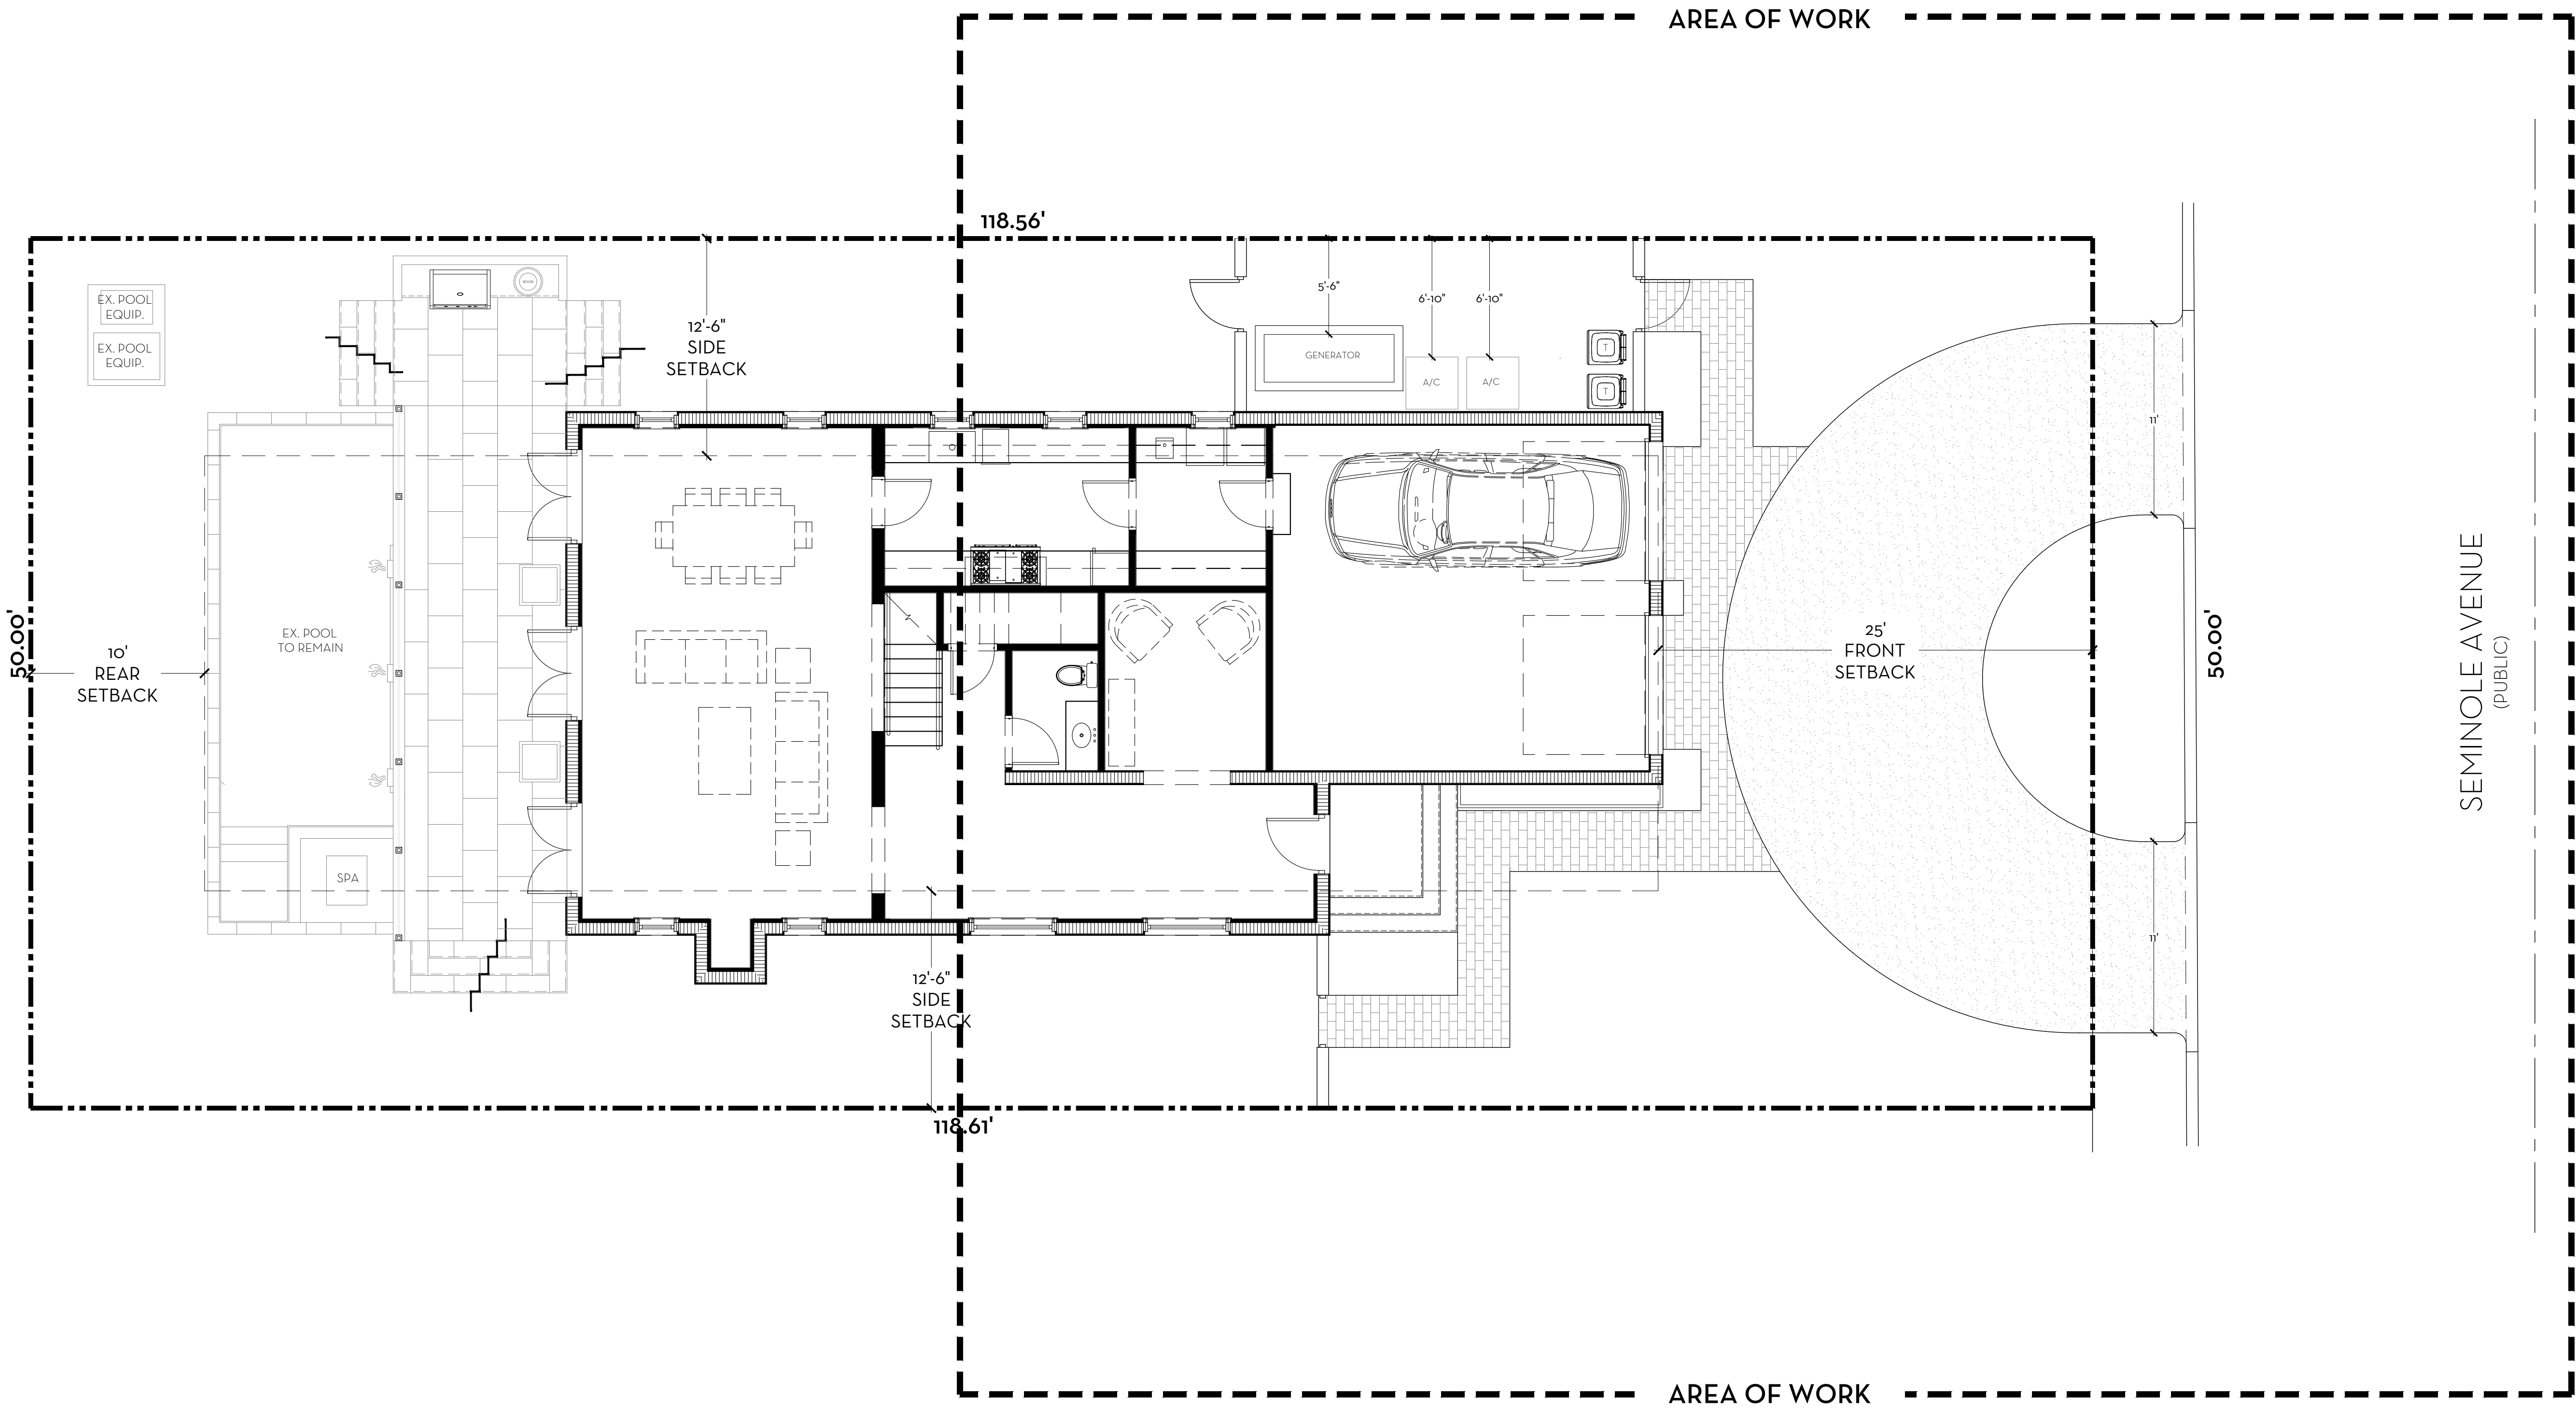 AREA OF WORK
118.56'
EX. POOL
EQUIP.
EX. POOL
EQUIP.
12'-6"
SIDE
SETBACK
5'-6"
6'-10"
6'-10"
GENERATOR
A/C
A/C
T
T
11'
50.00'
10'
REAR
SETBACK
EX. POOL
TO REMAIN
25'
FRONT
SETBACK
50.00'
SEMINOLE AVENUE
(PUBLIC)
SPA
11'
12'-6"
SIDE
SETBACK
118.61'
AREA OF WORK